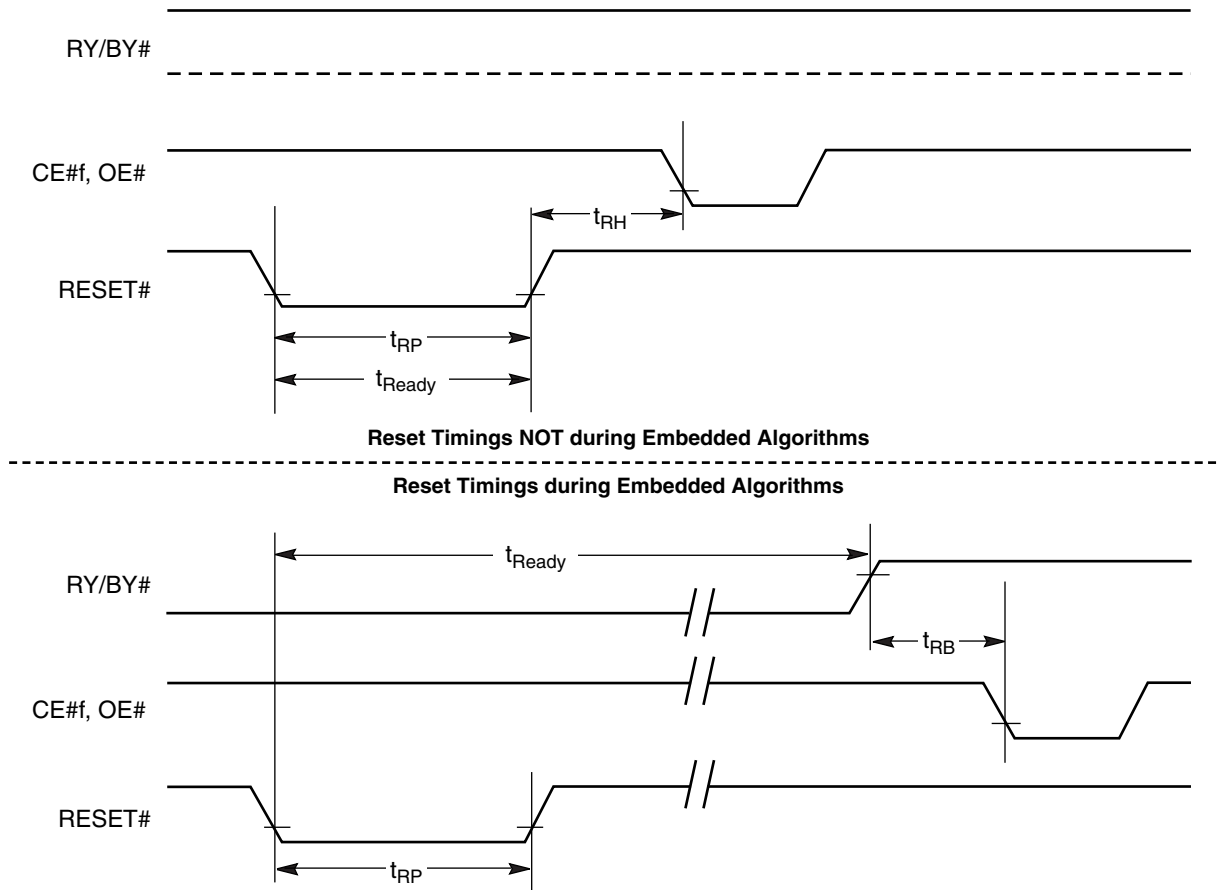 RY/BY#
CE#f, OE#
tRH
RESET#
tRP
tReady
Reset Timings NOT during Embedded Algorithms
Reset Timings during Embedded Algorithms
tReady
RY/BY#
tRB
CE#f, OE#
RESET#
tRP